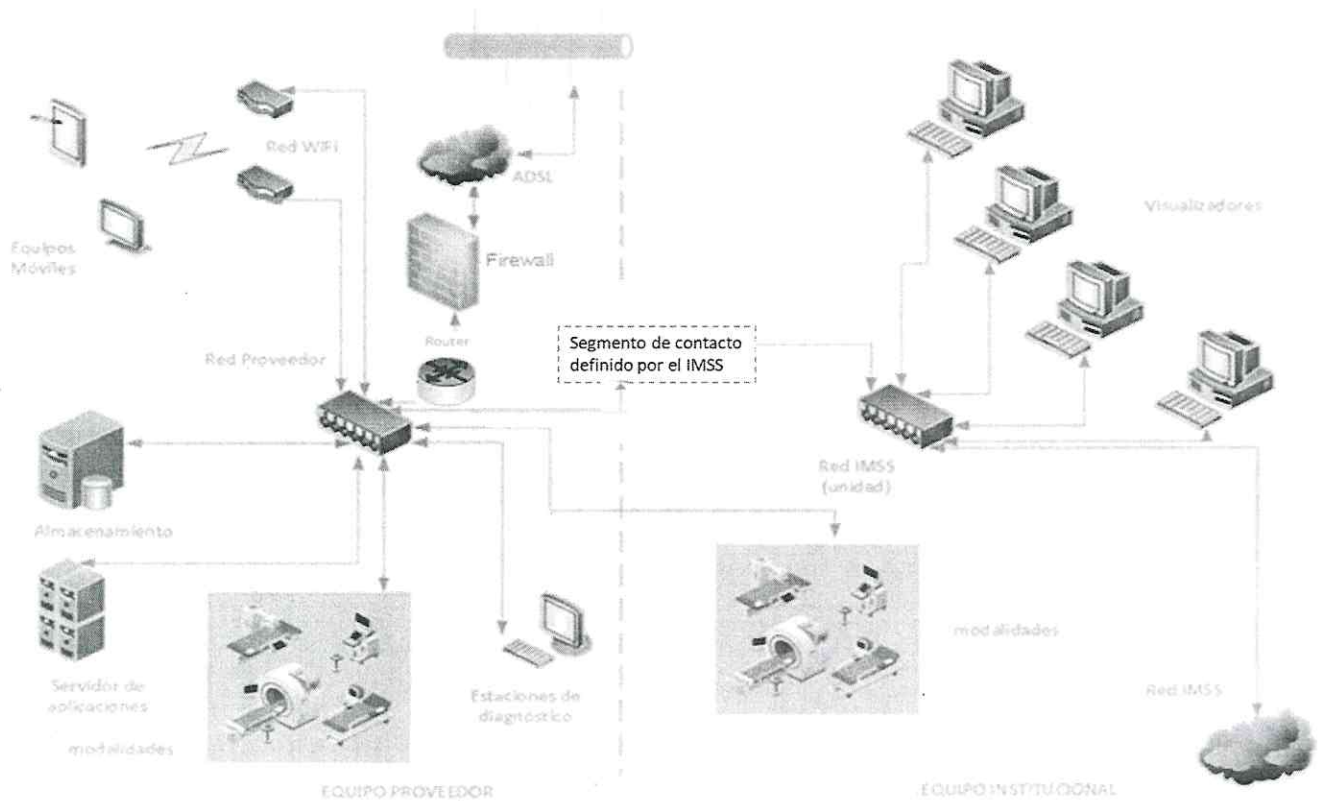 Red WiFi
ADSL
Visualizadores
Equipos
Móviles
Firewall
Router
Segmento de contacto
definido por el IMSS
Red Proveedor
Red IMSS
(unidad)
Almacenamiento
modalidades
Servidor de
aplicaciones
Estaciones de
diagnóstico
Red IMSS
modalidades
EQUIPO PROVEEDOR
EQUIPO INSTITUCIONAL